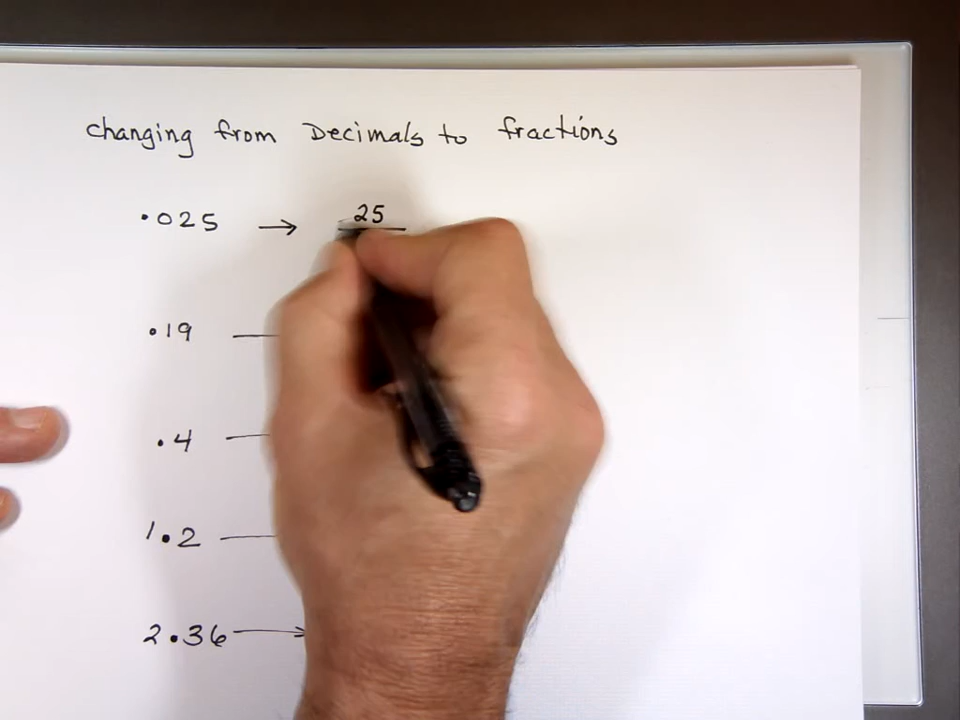 changing from Decimals to fractions
.025 → 25
.19
.4
1.2
2.36 →